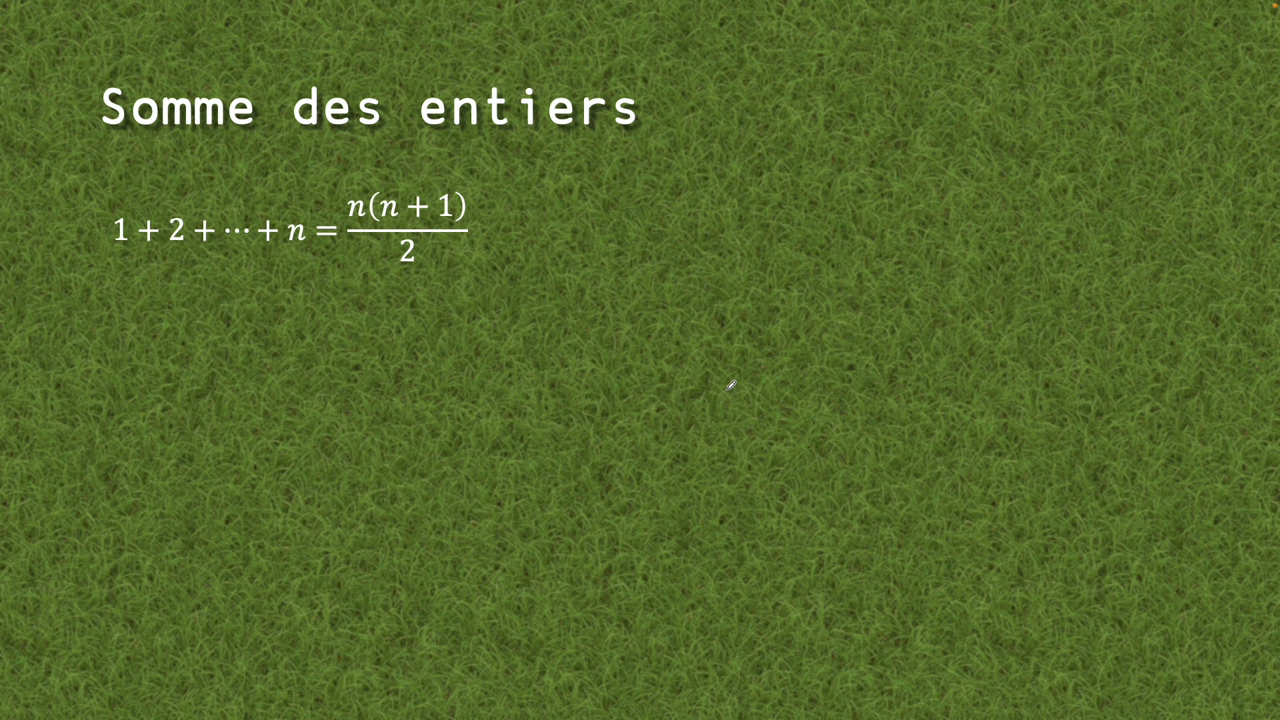 Somme des entiers
1 + 2 + ⋯ + n = n(n + 1)/2